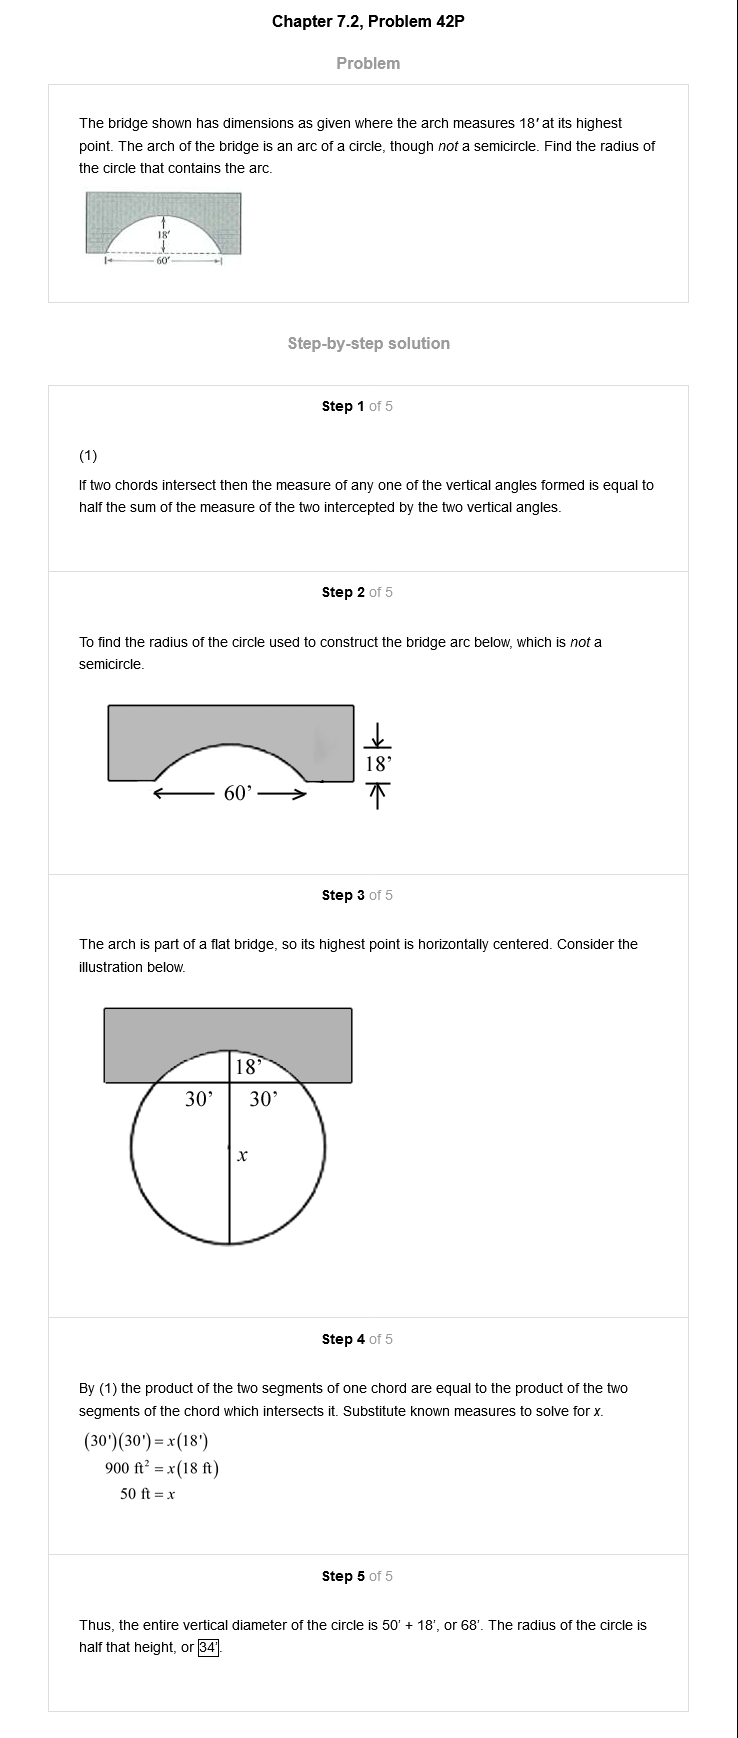 Chapter 7.2, Problem 42P
Problem
The bridge shown has dimensions as given where the arch measures 18′ at its highest
point. The arch of the bridge is an arc of a circle, though not a semicircle. Find the radius of
the circle that contains the arc.
18′
60′
Step-by-step solution
Step 1 of 5
(1)
If two chords intersect then the measure of any one of the vertical angles formed is equal to
half the sum of the measure of the two intercepted by the two vertical angles.
Step 2 of 5
To find the radius of the circle used to construct the bridge arc below, which is not a
semicircle.
18’
60’
Step 3 of 5
The arch is part of a flat bridge, so its highest point is horizontally centered. Consider the
illustration below.
18’
30’ 30’
x
Step 4 of 5
By (1) the product of the two segments of one chord are equal to the product of the two
segments of the chord which intersects it. Substitute known measures to solve for x.
(30')(30') = x(18')
900 ft² = x(18 ft)
50 ft = x
Step 5 of 5
Thus, the entire vertical diameter of the circle is 50' + 18', or 68'. The radius of the circle is
half that height, or 34'.